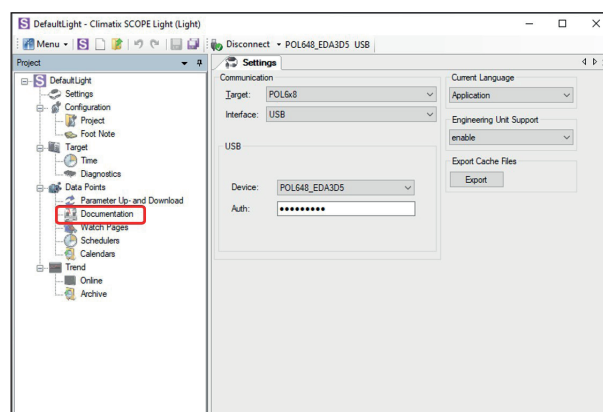 DefaultLight - Climatix SCOPE Light (Light)
Menu
Disconnect
POL648_EDA3D5 USB
Project
DefaultLight
Settings
Configuration
Project
Foot Note
Target
Time
Diagnostics
Data Points
Parameter Up- and Download
Documentation
Watch Pages
Schedulers
Calendars
Trend
Online
Archive
Settings
Communication
Target: POL6x8
Interface: USB
USB
Device: POL648_EDA3D5
Auth: •••••••••
Current Language
Application
Engineering Unit Support
enable
Export Cache Files
Export